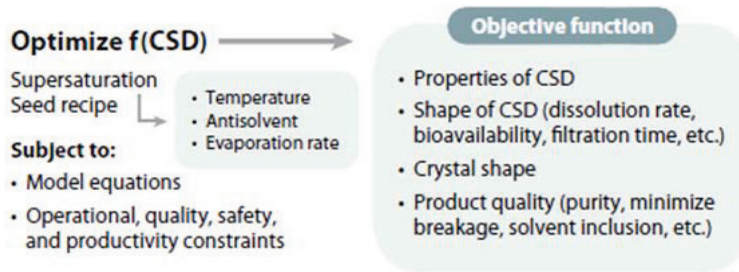 Optimize f(CSD)
Supersaturation
Seed recipe
• Temperature
• Antisolvent
• Evaporation rate
Subject to:
• Model equations
• Operational, quality, safety,
and productivity constraints
Objective function
• Properties of CSD
• Shape of CSD (dissolution rate,
bioavailability, filtration time, etc.)
• Crystal shape
• Product quality (purity, minimize
breakage, solvent inclusion, etc.)